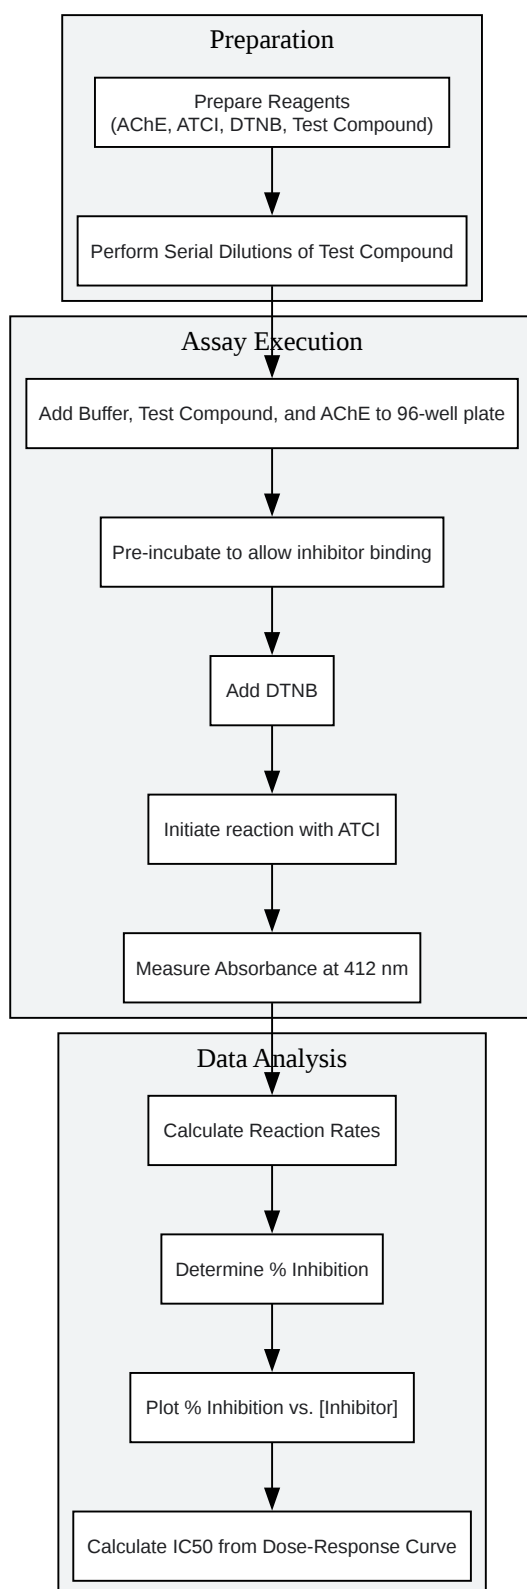 Preparation
Prepare Reagents
(AChE, ATCI, DTNB, Test Compound)
Perform Serial Dilutions of Test Compound
Assay Execution
Add Buffer, Test Compound, and AChE to 96-well plate
Pre-incubate to allow inhibitor binding
Add DTNB
Initiate reaction with ATCI
Measure Absorbance at 412 nm
Data Analysis
Calculate Reaction Rates
Determine % Inhibition
Plot % Inhibition vs. [Inhibitor]
Calculate IC50 from Dose-Response Curve